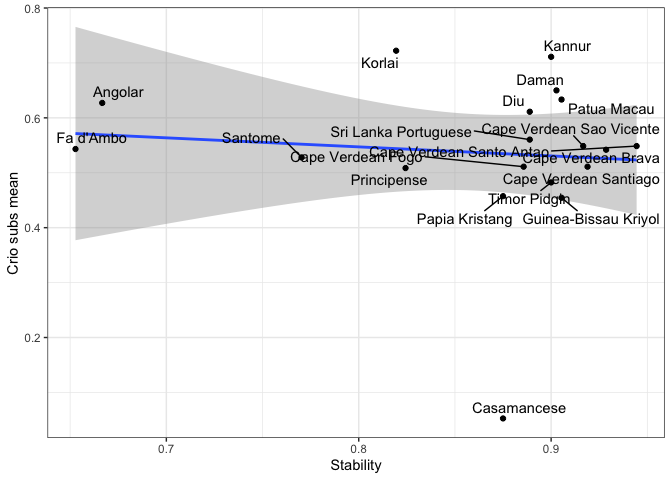 0.8
Kannur
Korlai
Daman
Angolar
Diu
Patua Macau
0.6
Fa d'Ambo
Santome
Sri Lanka Portuguese
Cape Verdean Sao Vicente
Cape Verdean Fogo
Cape Verdean Santo Antao
Cape Verdean Brava
Principense
Cape Verdean Santiago
Timor Pidgin
Papia Kristang
Guinea-Bissau Kriyol
0.4
0.2
Casamancese
Crio subs mean
0.7
0.8
0.9
Stability